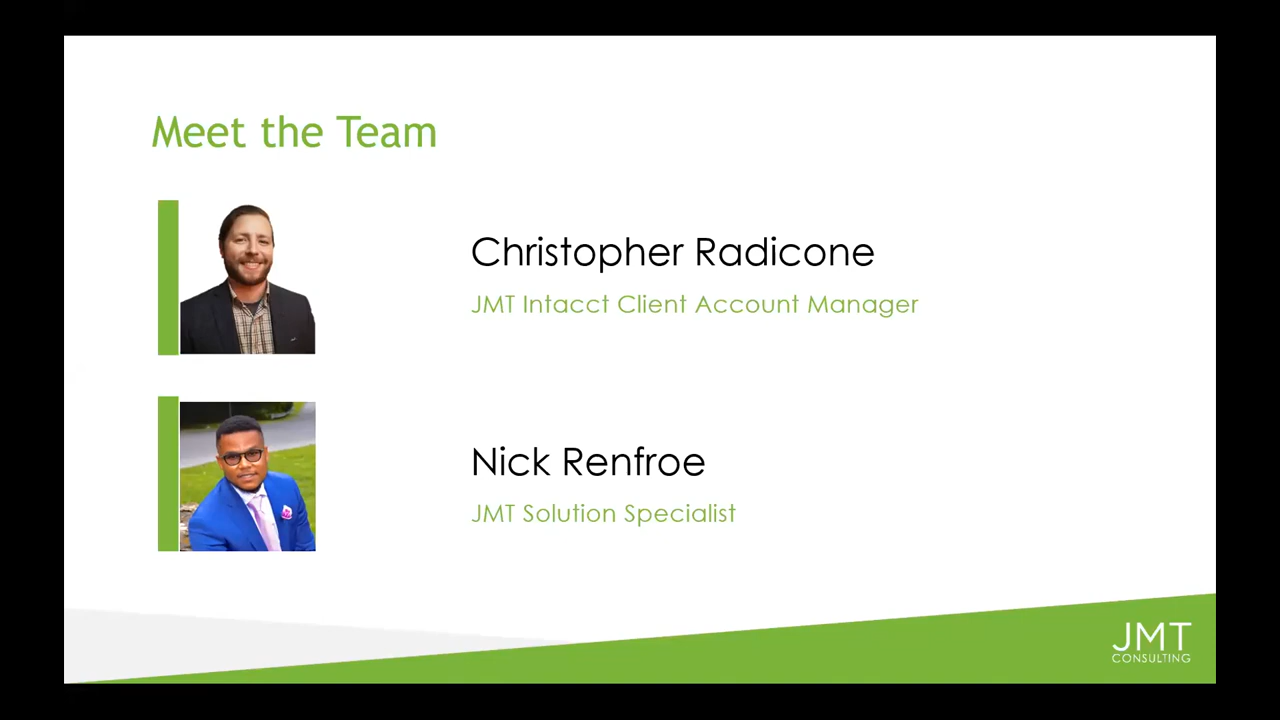 Meet the Team
Christopher Radicone
JMT Intacct Client Account Manager
Nick Renfroe
JMT Solution Specialist
JMT
CONSULTING